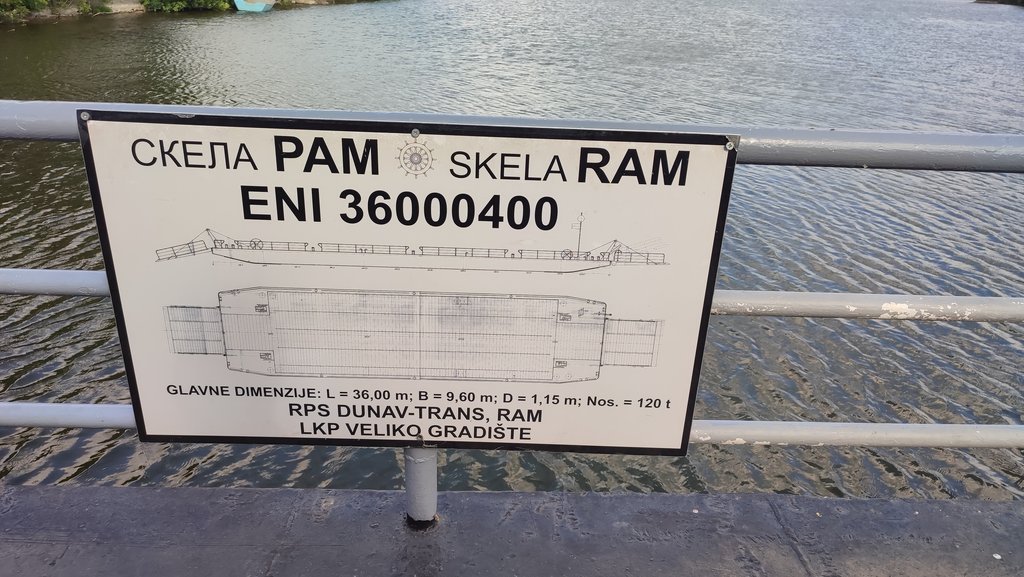 СКЕЛА РАМ SKELA RAM
ENI 36000400
GLAVNE DIMENZIJE: L = 36,00 m; B = 9,60 m; D = 1,15 m; Nos. = 120 t
RPS DUNAV-TRANS, RAM
LKP VELIKO GRADIŠTE